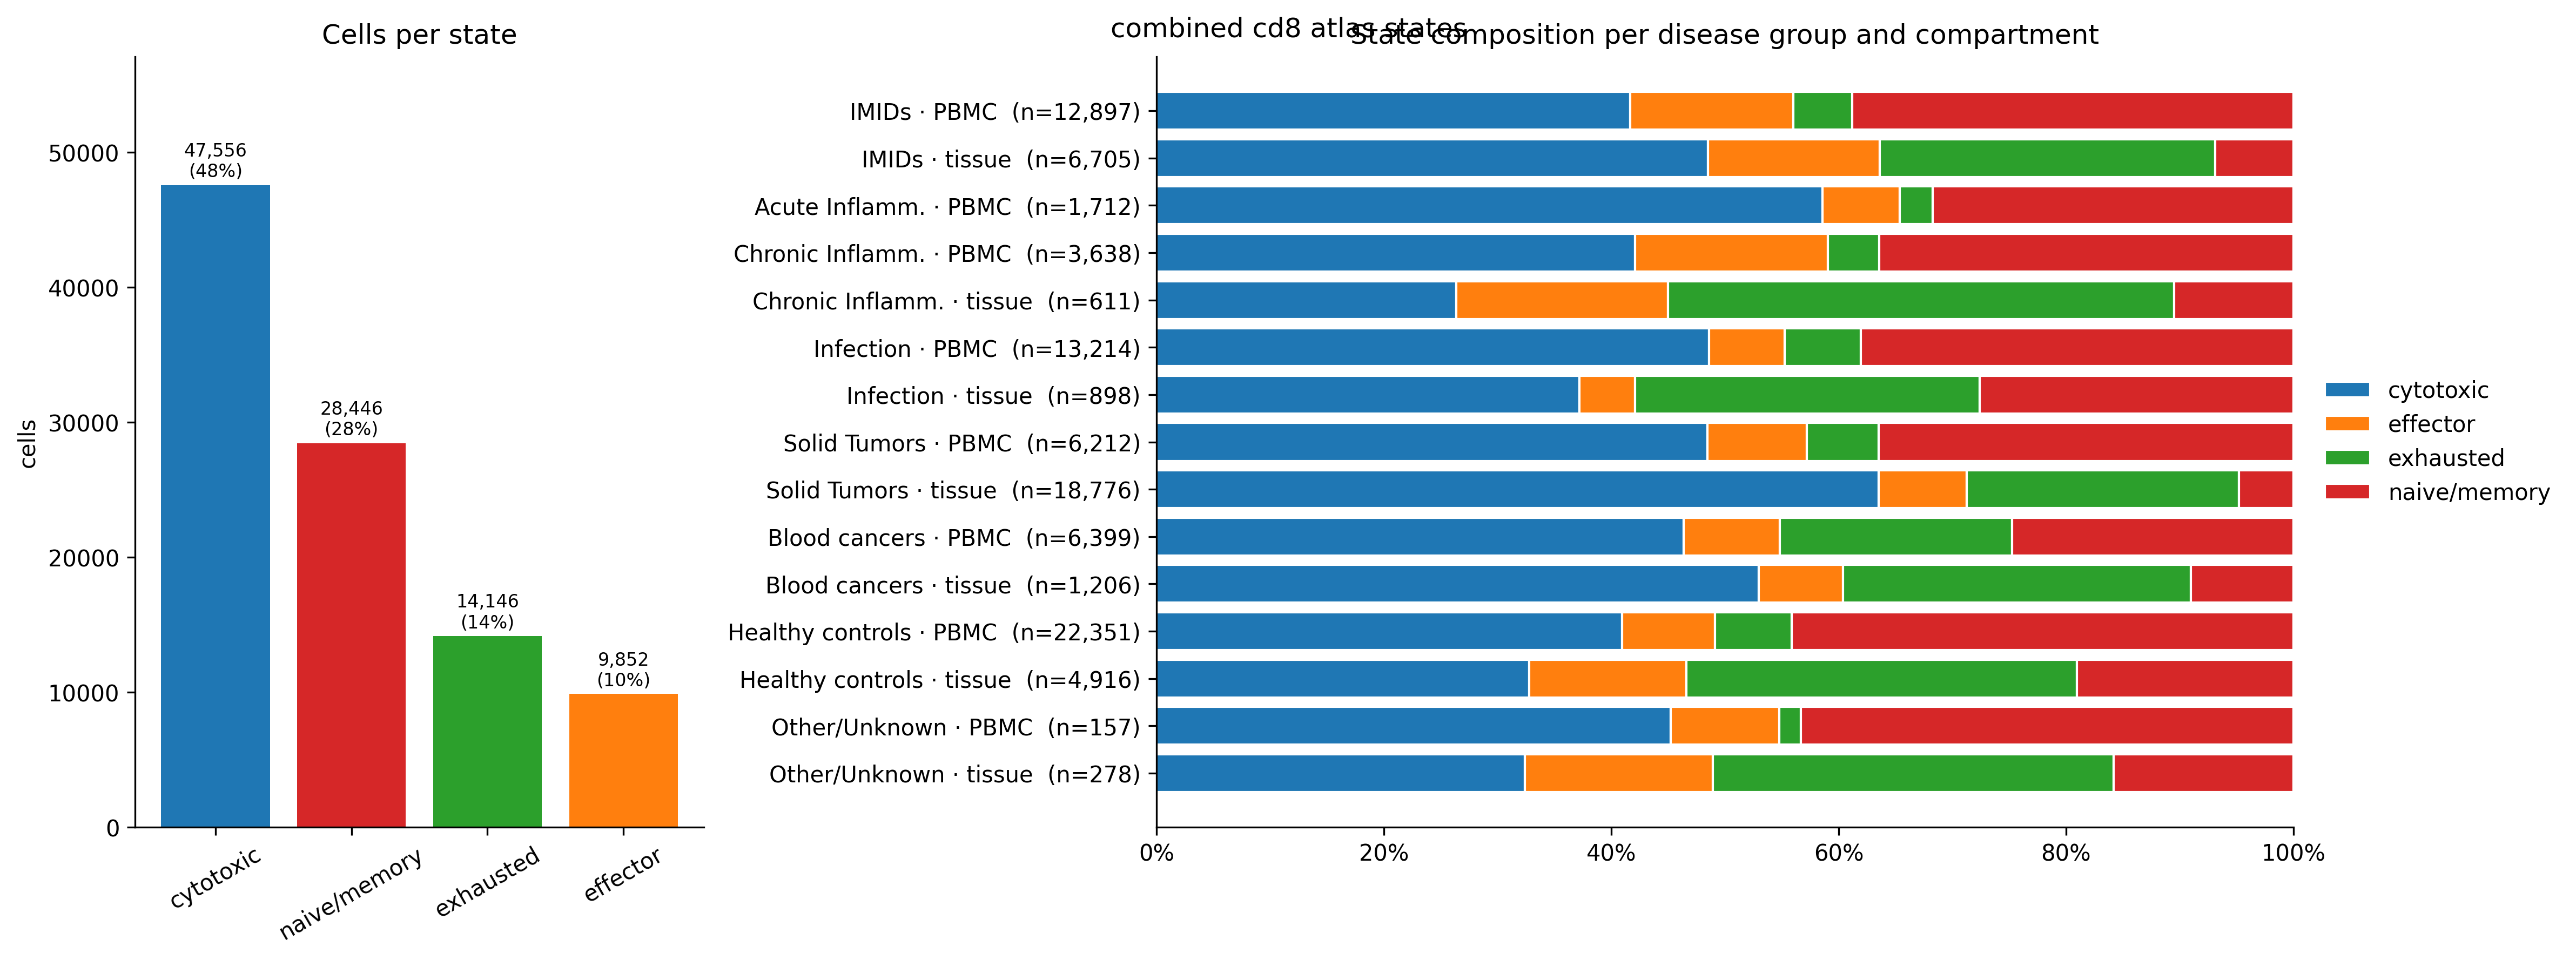 combined cd8 atlas states
Cells per state
cells
50000
40000
30000
20000
10000
0
47,556
(48%)
28,446
(28%)
14,146
(14%)
9,852
(10%)
cytotoxic
naive/memory
exhausted
effector
State composition per disease group and compartment
IMIDs · PBMC (n=12,897)
IMIDs · tissue (n=6,705)
Acute Inflamm. · PBMC (n=1,712)
Chronic Inflamm. · PBMC (n=3,638)
Chronic Inflamm. · tissue (n=611)
Infection · PBMC (n=13,214)
Infection · tissue (n=898)
Solid Tumors · PBMC (n=6,212)
Solid Tumors · tissue (n=18,776)
Blood cancers · PBMC (n=6,399)
Blood cancers · tissue (n=1,206)
Healthy controls · PBMC (n=22,351)
Healthy controls · tissue (n=4,916)
Other/Unknown · PBMC (n=157)
Other/Unknown · tissue (n=278)
0%
20%
40%
60%
80%
100%
cytotoxic
effector
exhausted
naive/memory